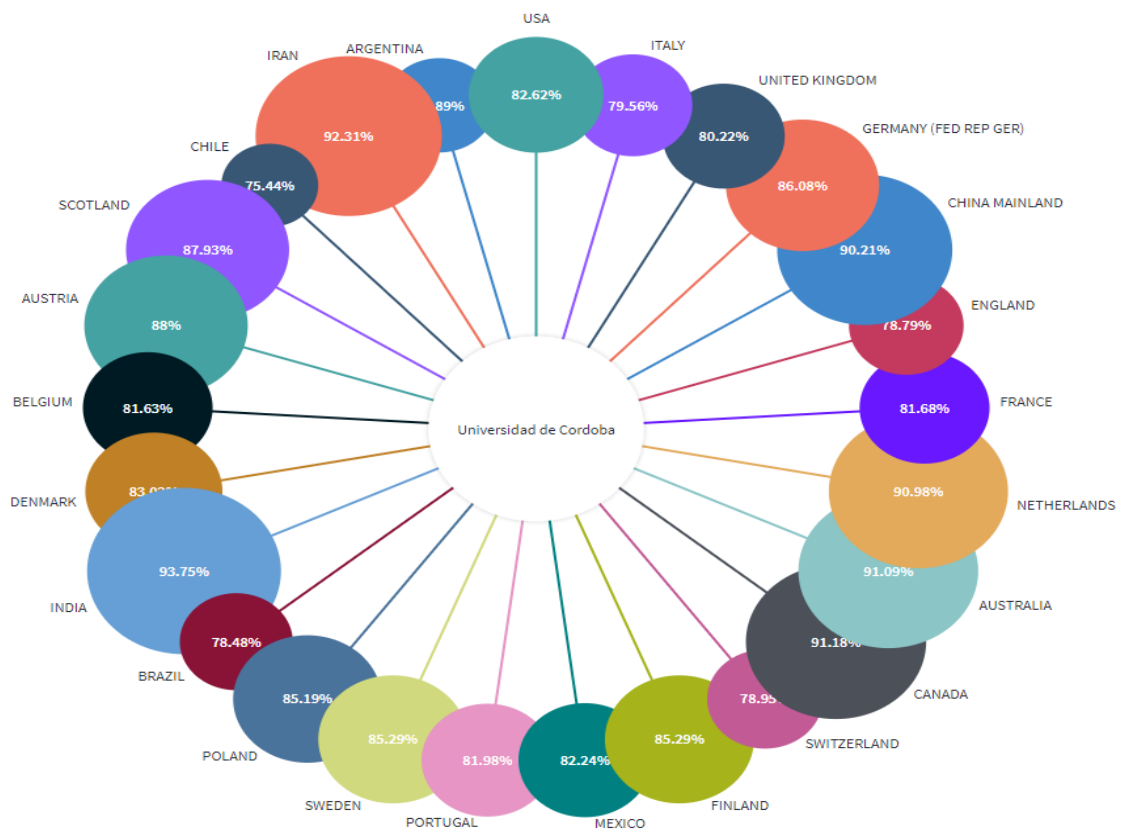 USA
82.62%
ITALY
79.56%
UNITED KINGDOM
80.22%
GERMANY (FED REP GER)
86.08%
CHINA MAINLAND
90.21%
ENGLAND
78.79%
FRANCE
81.68%
NETHERLANDS
90.98%
AUSTRALIA
91.09%
CANADA
91.18%
SWITZERLAND
FINLAND
85.29%
MEXICO
82.24%
PORTUGAL
81.98%
SWEDEN
85.29%
POLAND
85.19%
BRAZIL
78.48%
INDIA
93.75%
DENMARK
BELGIUM
81.63%
AUSTRIA
88%
SCOTLAND
87.93%
CHILE
75.44%
IRAN
92.31%
ARGENTINA
89%
Universidad de Cordoba